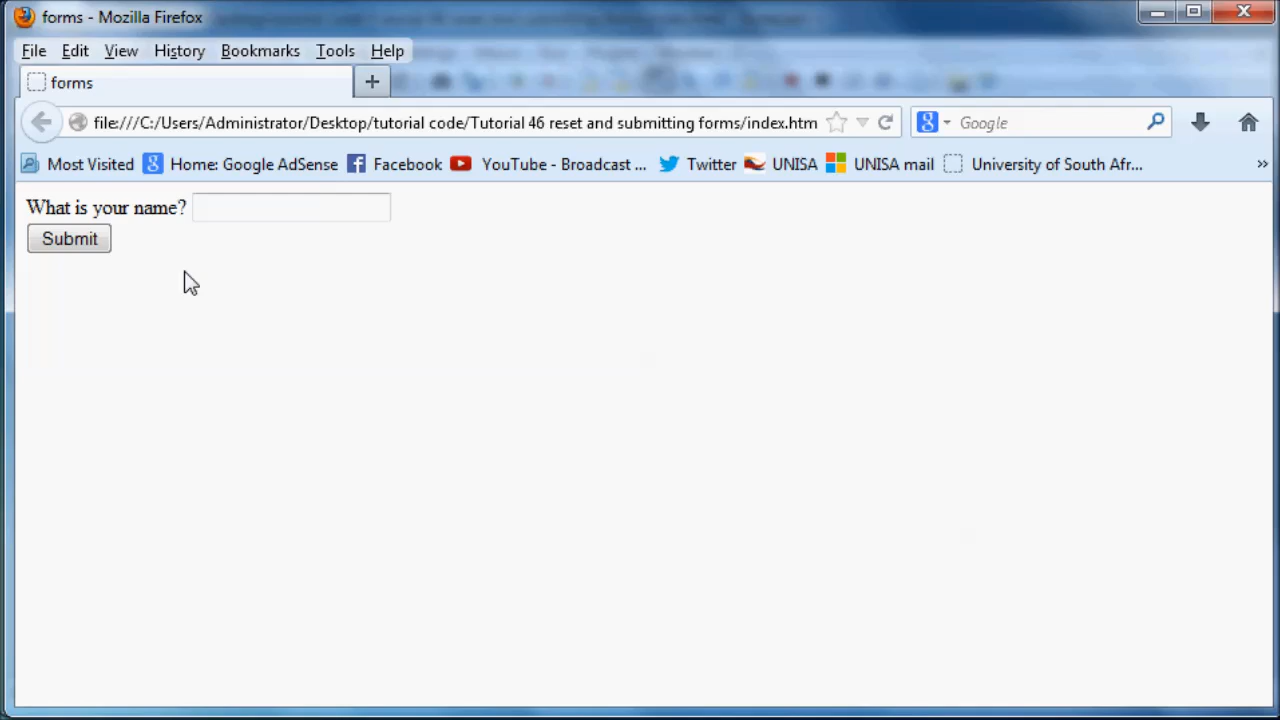 forms - Mozilla Firefox
File Edit View History Bookmarks Tools Help
forms
file:///C:/Users/Administrator/Desktop/tutorial code/Tutorial 46 reset and submitting forms/index.htm Google
Most Visited Home: Google AdSense Facebook YouTube - Broadcast ... Twitter UNISA UNISA mail University of South Afr... »
What is your name?
Submit